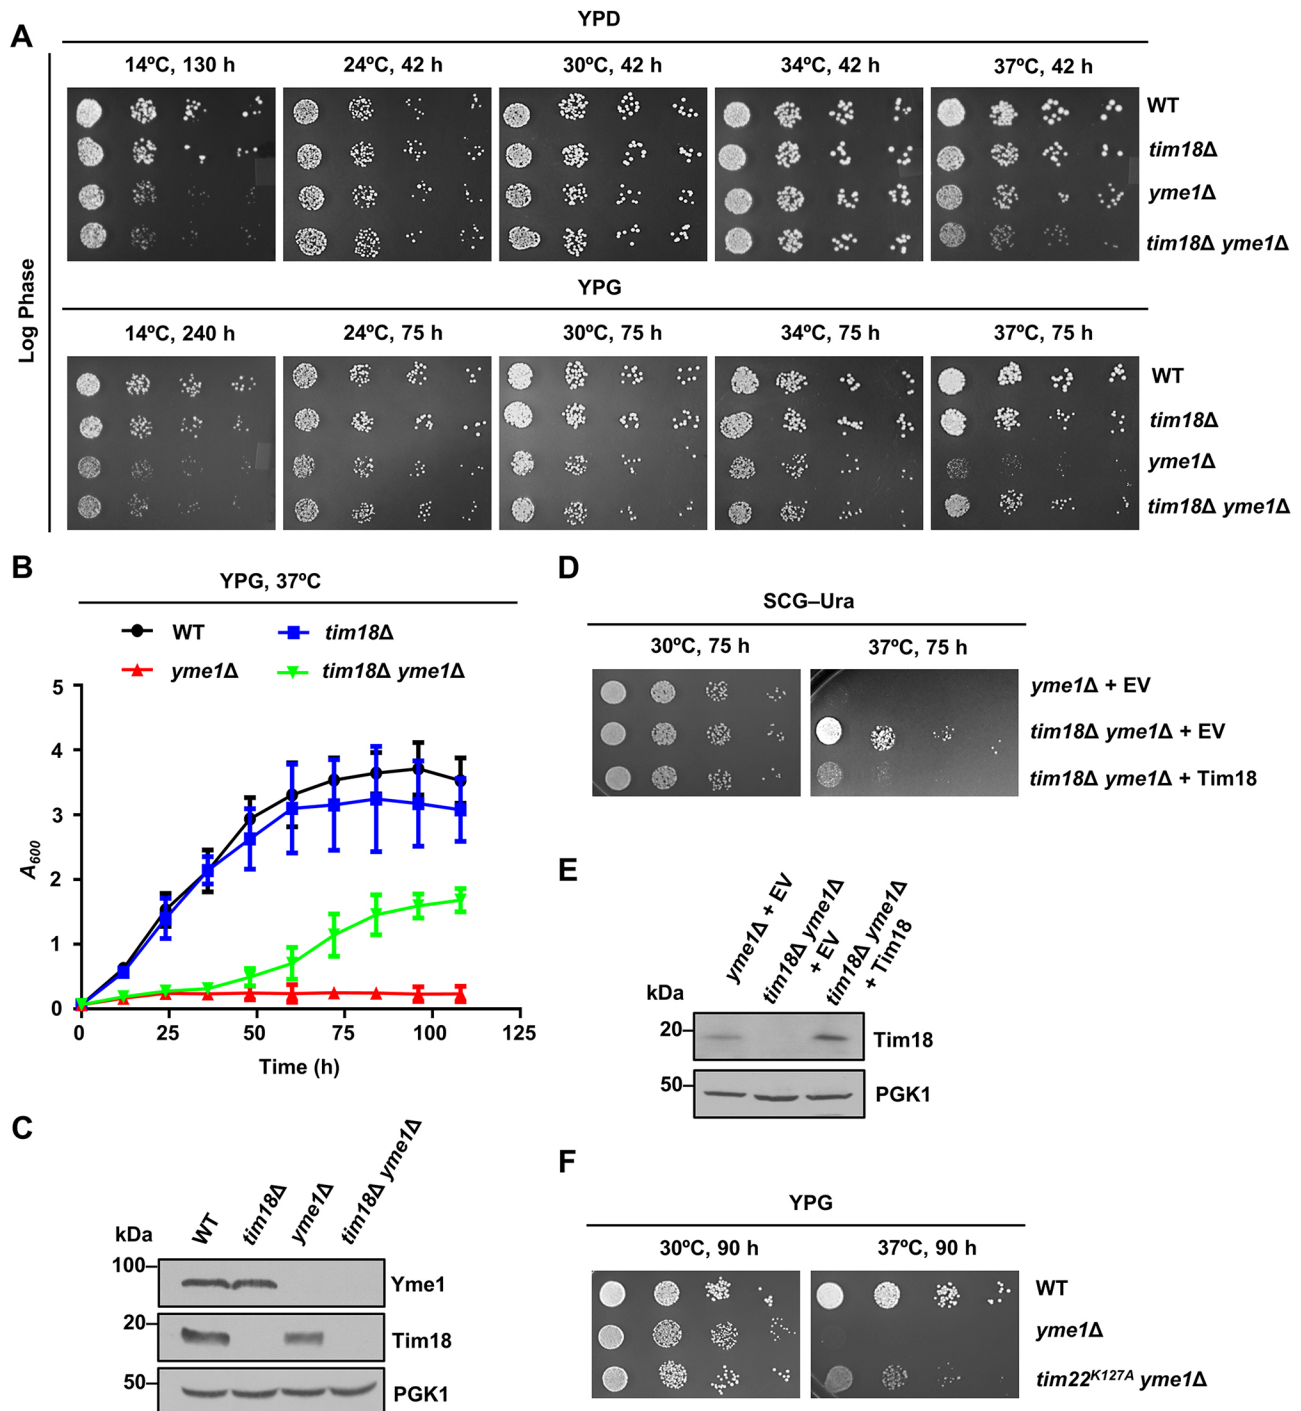 A
YPD
14ºC, 130 h
24ºC, 42 h
30ºC, 42 h
34ºC, 42 h
37ºC, 42 h
WT
tim18Δ
yme1Δ
tim18Δ yme1Δ
Log Phase
YPG
14ºC, 240 h
24ºC, 75 h
30ºC, 75 h
34ºC, 75 h
37ºC, 75 h
WT
tim18Δ
yme1Δ
tim18Δ yme1Δ
B
YPG, 37ºC
WT
tim18Δ
yme1Δ
tim18Δ yme1Δ
5
4
3
2
1
0
A600
0
25
50
75
100
125
Time (h)
C
WT
tim18Δ
yme1Δ
tim18Δ yme1Δ
kDa
100
Yme1
20
Tim18
50
PGK1
D
SCG–Ura
30ºC, 75 h
37ºC, 75 h
yme1Δ + EV
tim18Δ yme1Δ + EV
tim18Δ yme1Δ + Tim18
E
yme1Δ + EV
tim18Δ yme1Δ
+ EV
tim18Δ yme1Δ
+ Tim18
kDa
20
Tim18
50
PGK1
F
YPG
30ºC, 90 h
37ºC, 90 h
WT
yme1Δ
tim22K127A yme1Δ